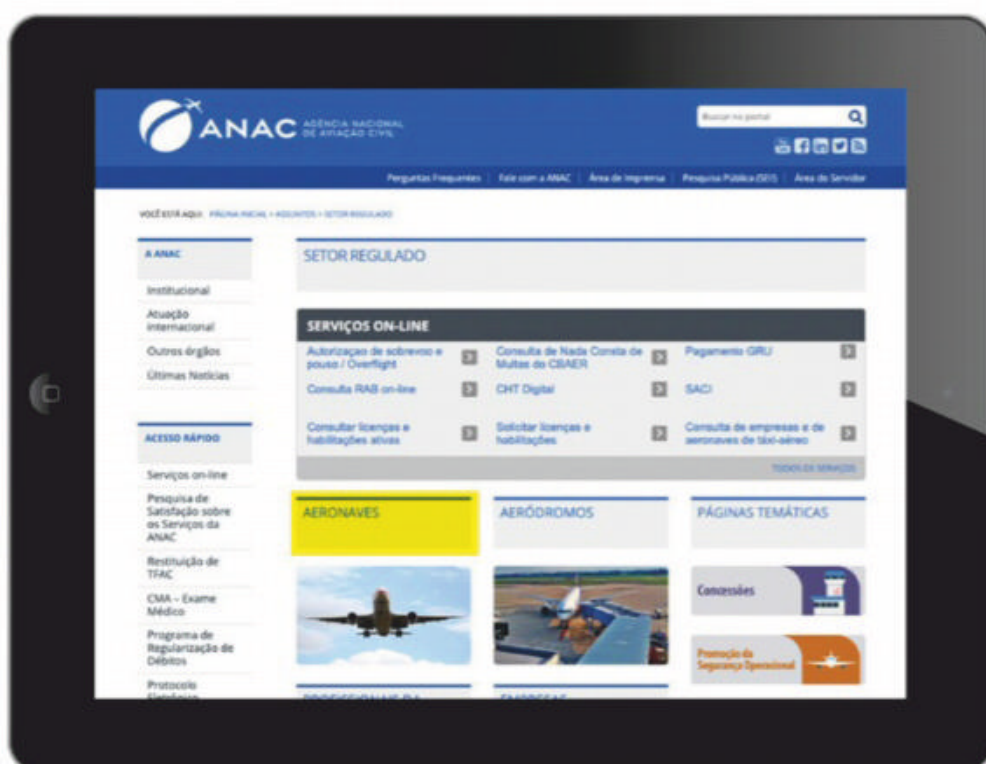 ANAC
AGÊNCIA NACIONAL
DE AVIAÇÃO CIVIL
Buscar no portal
Perguntas Frequentes | Fale com a ANAC | Área de Imprensa | Pesquisa Pública (SEI) | Área do Servidor
VOCÊ ESTÁ AQUI: PÁGINA INICIAL > ASSUNTOS > SETOR REGULADO
A ANAC
Institucional
Atuação
internacional
Outros órgãos
Últimas Notícias
ACESSO RÁPIDO
Serviços on-line
Pesquisa de
Satisfação sobre
os Serviços da
ANAC
Restituição de
TFAC
CMA – Exame
Médico
Programa de
Regularização de
Débitos
Protocolo
Eletrônico
SETOR REGULADO
SERVIÇOS ON-LINE
Autorizaçao de sobrevoo e
pouso / Overflight
Consulta de Nada Consta de
Multas do CBAER
Pagamento GRU
Consulta RAB on-line
CHT Digital
SACI
Consultar licenças e
habilitações ativas
Solicitar licenças e
habilitações
Consulta de empresas e de
aeronaves de táxi-aéreo
TODOS OS SERVIÇOS
AERONAVES
AERÓDROMOS
PÁGINAS TEMÁTICAS
Concessões
Promoção da
Segurança Operacional
PROFISSIONAIS DA
EMPRESAS